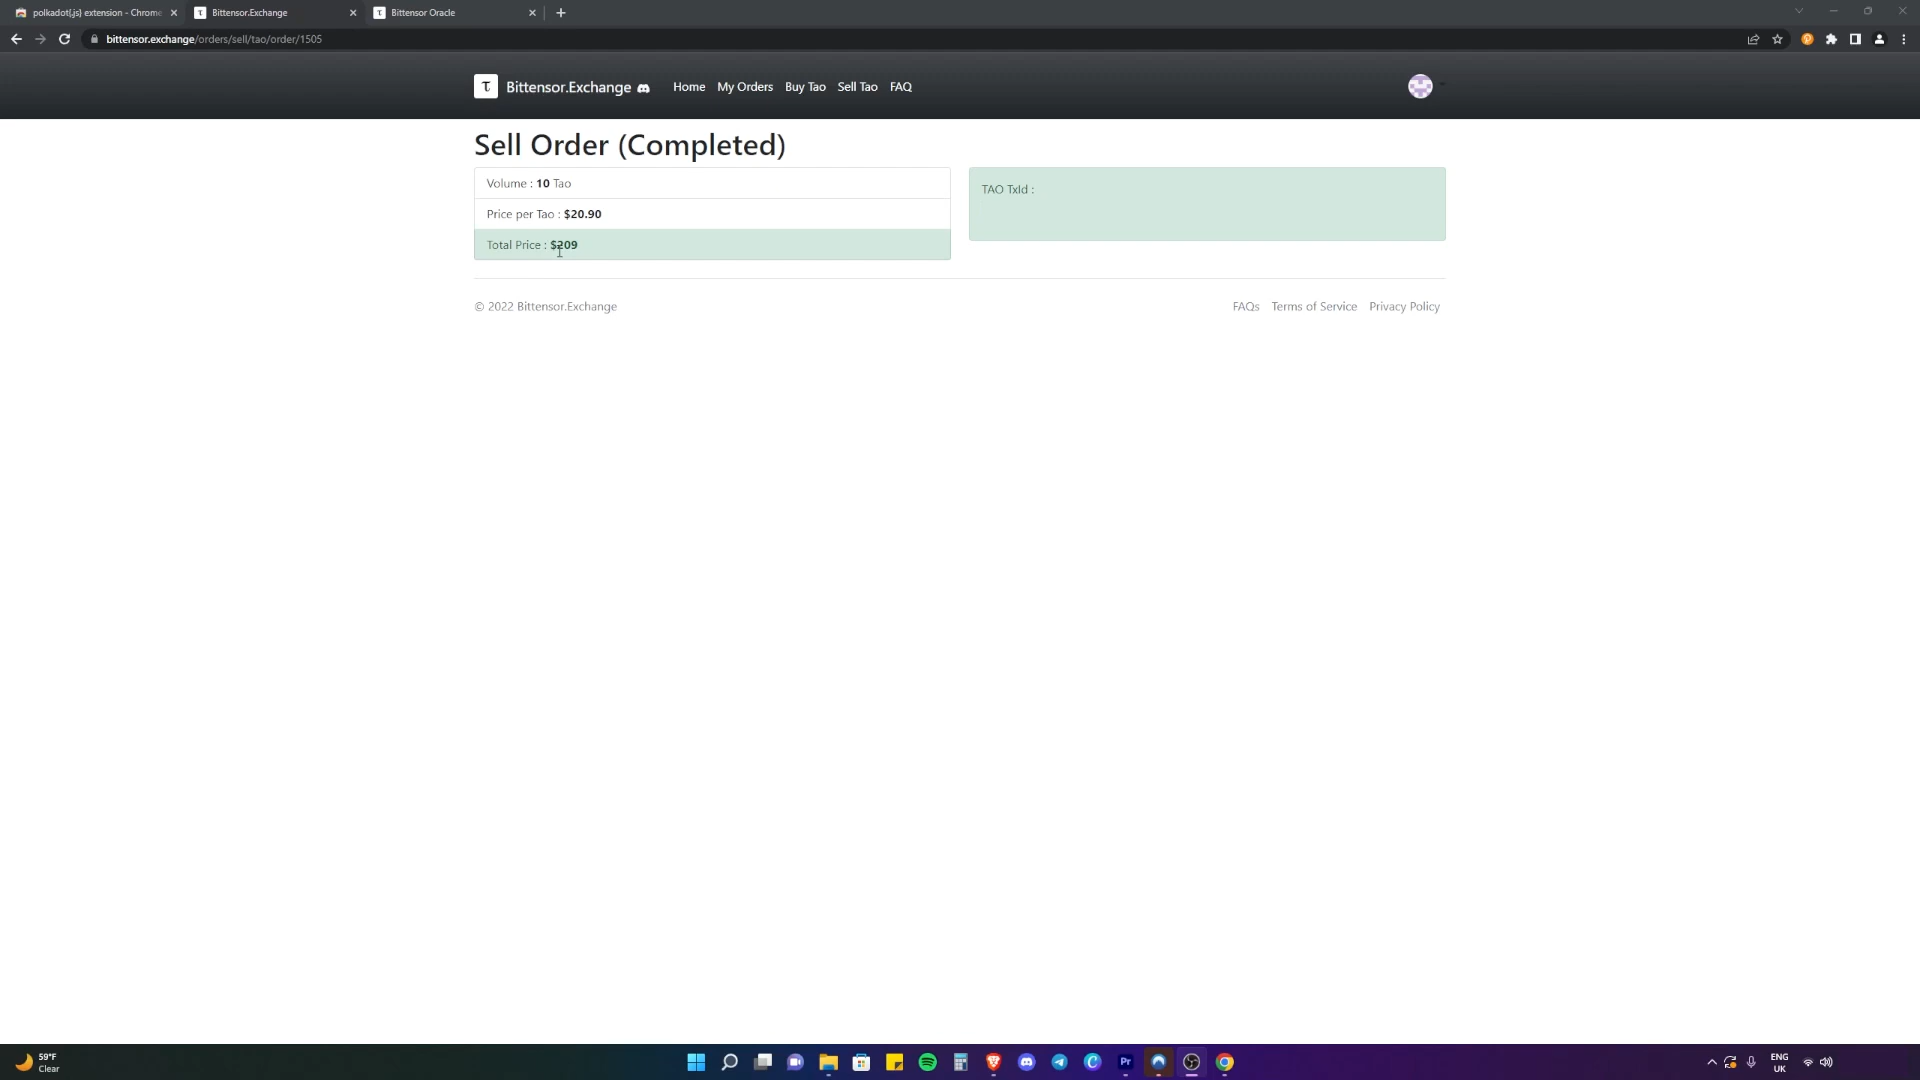 polkadot{.js} extension - Chrome
Bittensor.Exchange
Bittensor Oracle
bittensor.exchange/orders/sell/tao/order/1505
τ Bittensor.Exchange Home My Orders Buy Tao Sell Tao FAQ
Sell Order (Completed)
Volume : 10 Tao
Price per Tao : $20.90
Total Price : $209
TAO TxId :
© 2022 Bittensor.Exchange
FAQs Terms of Service Privacy Policy
59°F
Clear
Pr
ENG
UK